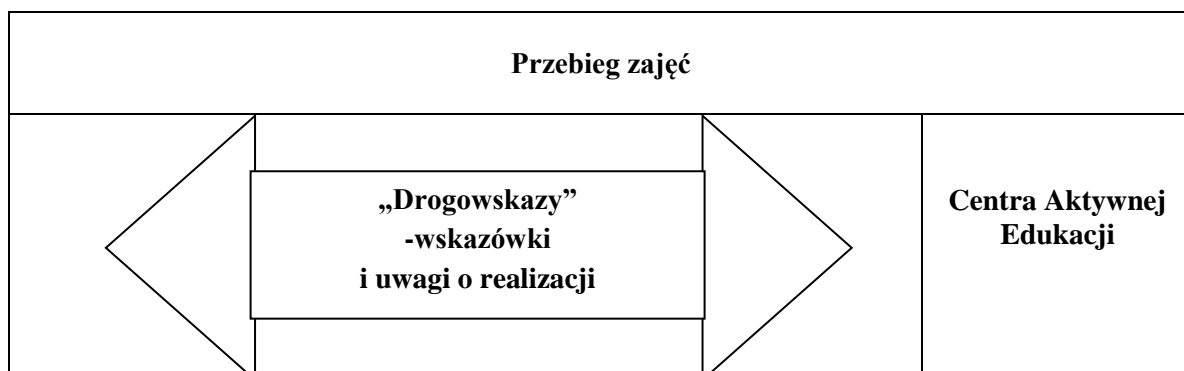 Przebieg zajęć
„Drogowskazy”
-wskazówki
i uwagi o realizacji
Centra Aktywnej
Edukacji